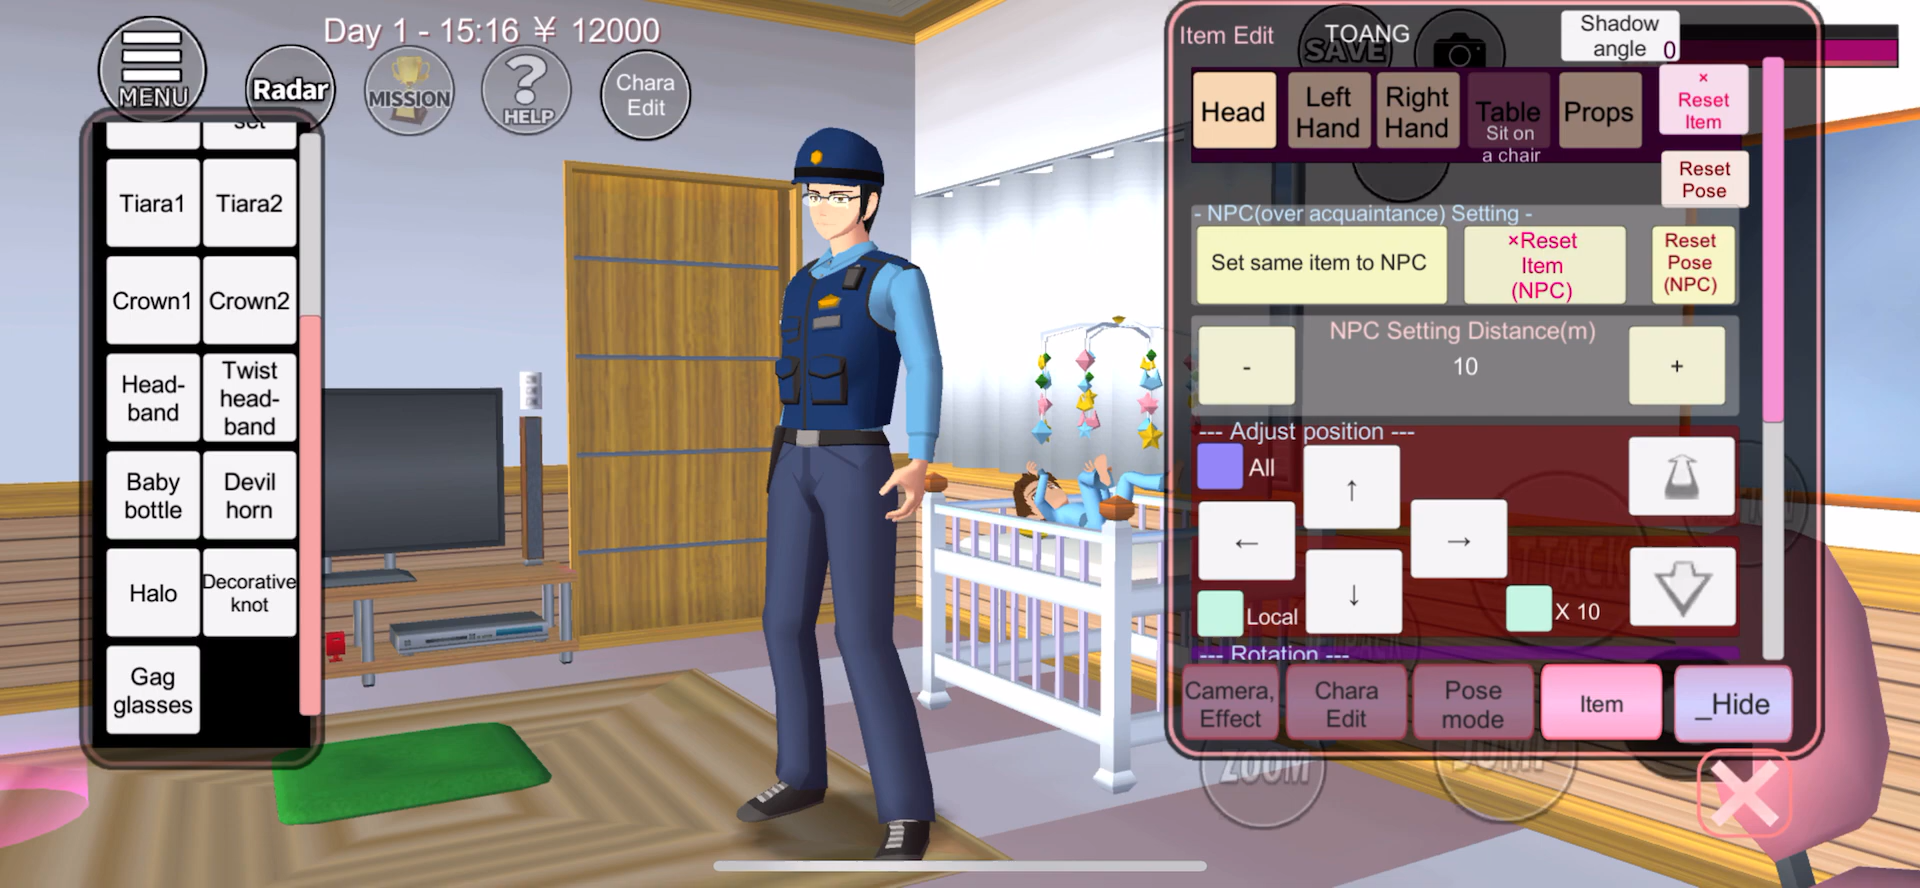 Day 1 - 15:16 ¥ 12000
MENU
Radar
MISSION
HELP
Chara
Edit
set
Tiara1
Tiara2
Crown1
Crown2
Head-
band
Twist
head-
band
Baby
bottle
Devil
horn
Halo
Decorative
knot
Gag
glasses
Item Edit
TOANG
SAVE
Shadow
angle 0
Head
Left
Hand
Right
Hand
Table
Sit on
a chair
Props
×
Reset
Item
Reset
Pose
- NPC(over acquaintance) Setting -
Set same item to NPC
×Reset
Item
(NPC)
Reset
Pose
(NPC)
NPC Setting Distance(m)
-
10
+
--- Adjust position ---
All
↑
←
→
↓
Local
X 10
ATTACK
--- Rotation ---
Camera,
Effect
Chara
Edit
Pose
mode
Item
_Hide
ZOOM
JUMP